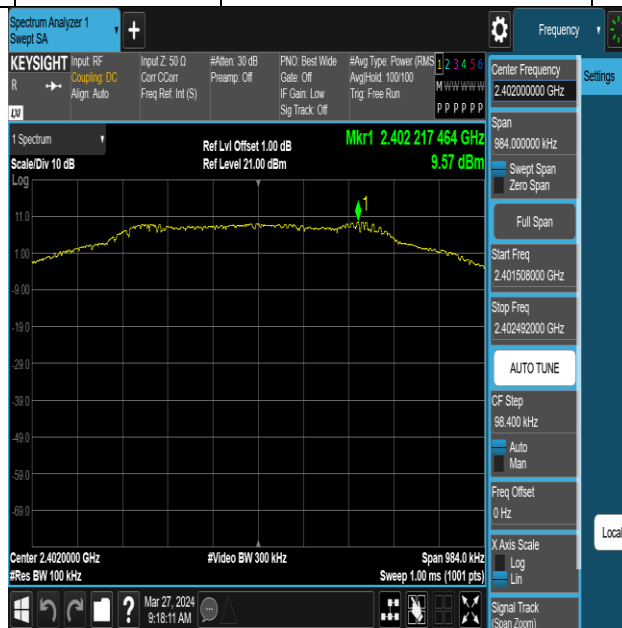 Spectrum Analyzer 1
Swept SA
+
Frequency
KEYSIGHT
R
LXI
Input: RF
Coupling: DC
Align: Auto
Input Z: 50 Ω
Corr CCorr
Freq Ref: Int (S)
#Atten: 30 dB
Preamp: Off
PNO: Best Wide
Gate: Off
IF Gain: Low
Sig Track: Off
#Avg Type: Power (RMS
Avg|Hold: 100/100
Trig: Free Run
1 2 3 4 5 6
M W W W W W
P P P P P P
1 Spectrum
Scale/Div 10 dB
Log
Ref Lvl Offset 1.00 dB
Ref Level 21.00 dBm
Mkr1 2.402 217 464 GHz
9.57 dBm
1
11.0
1.00
-9.00
-19.0
-29.0
-39.0
-49.0
-59.0
-69.0
Center 2.4020000 GHz
#Res BW 100 kHz
#Video BW 300 kHz
Span 984.0 kHz
Sweep 1.00 ms (1001 pts)
?
Mar 27, 2024
9:18:11 AM
Center Frequency
2.402000000 GHz
Settings
Span
984.000000 kHz
Swept Span
Zero Span
Full Span
Start Freq
2.401508000 GHz
Stop Freq
2.402492000 GHz
AUTO TUNE
CF Step
98.400 kHz
Auto
Man
Freq Offset
0 Hz
X Axis Scale
Log
Lin
Local
Signal Track
(Span Zoom)